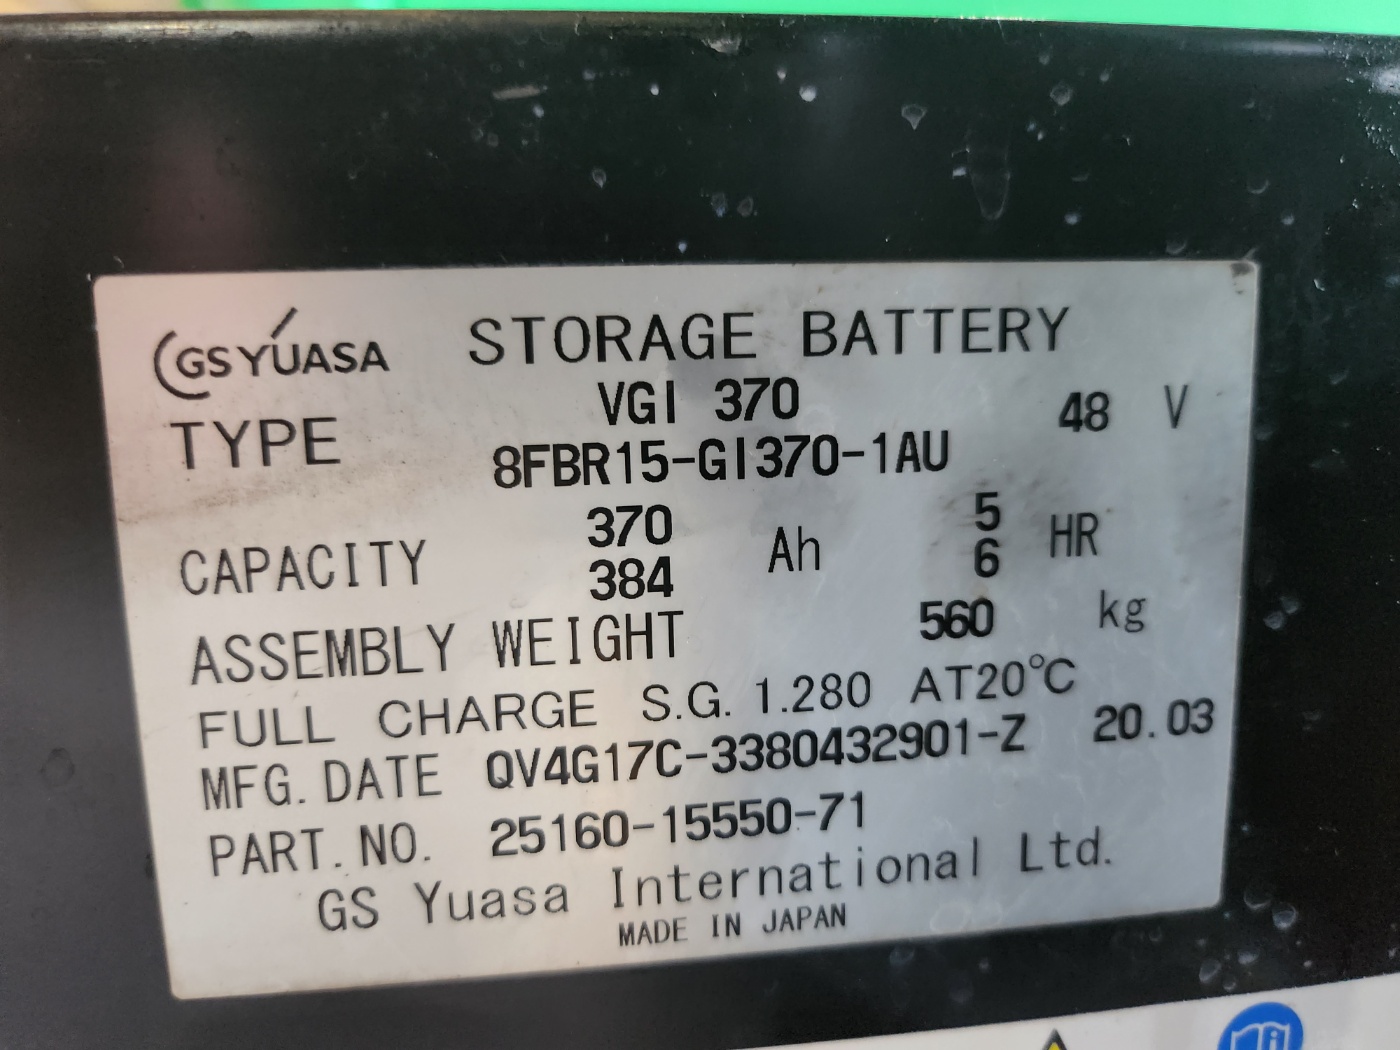 GS YUASA STORAGE BATTERY
TYPE VGI 370 48 V
8FBR15-GI370-1AU
CAPACITY 370 Ah 5 HR
384 6
ASSEMBLY WEIGHT 560 kg
FULL CHARGE S.G. 1.280 AT20℃
MFG. DATE QV4G17C-3380432901-Z 20.03
PART. NO. 25160-15550-71
GS Yuasa International Ltd.
MADE IN JAPAN